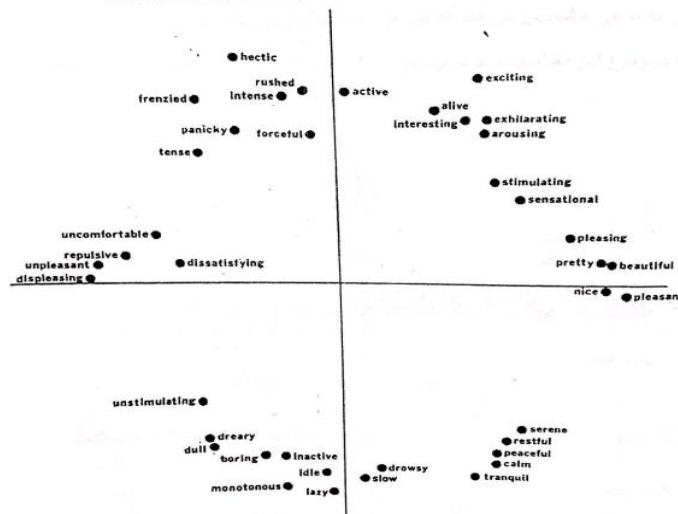 hectic
exciting
rushed
intense
active
frenzied
alive
interesting
exhilarating
panicky
forceful
arousing
tense
stimulating
sensational
uncomfortable
pleasing
repulsive
dissatisfying
unpleasant
pretty
beautiful
displeasing
nice
pleasan
unstimulating
serene
dreary
restful
dull
boring
inactive
peaceful
calm
idle
drowsy
slow
tranquil
monotonous
lazy